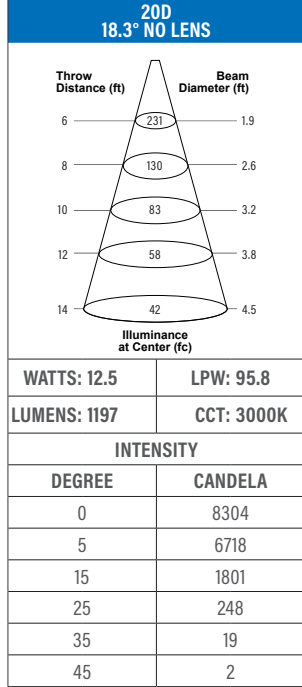 20D
18.3° NO LENS
Throw Distance (ft) Beam Diameter (ft)
6 231 1.9
8 130 2.6
10 83 3.2
12 58 3.8
14 42 4.5
Illuminance
at Center (fc)
WATTS: 12.5 LPW: 95.8
LUMENS: 1197 CCT: 3000K
INTENSITY
DEGREE CANDELA
0 8304
5 6718
15 1801
25 248
35 19
45 2